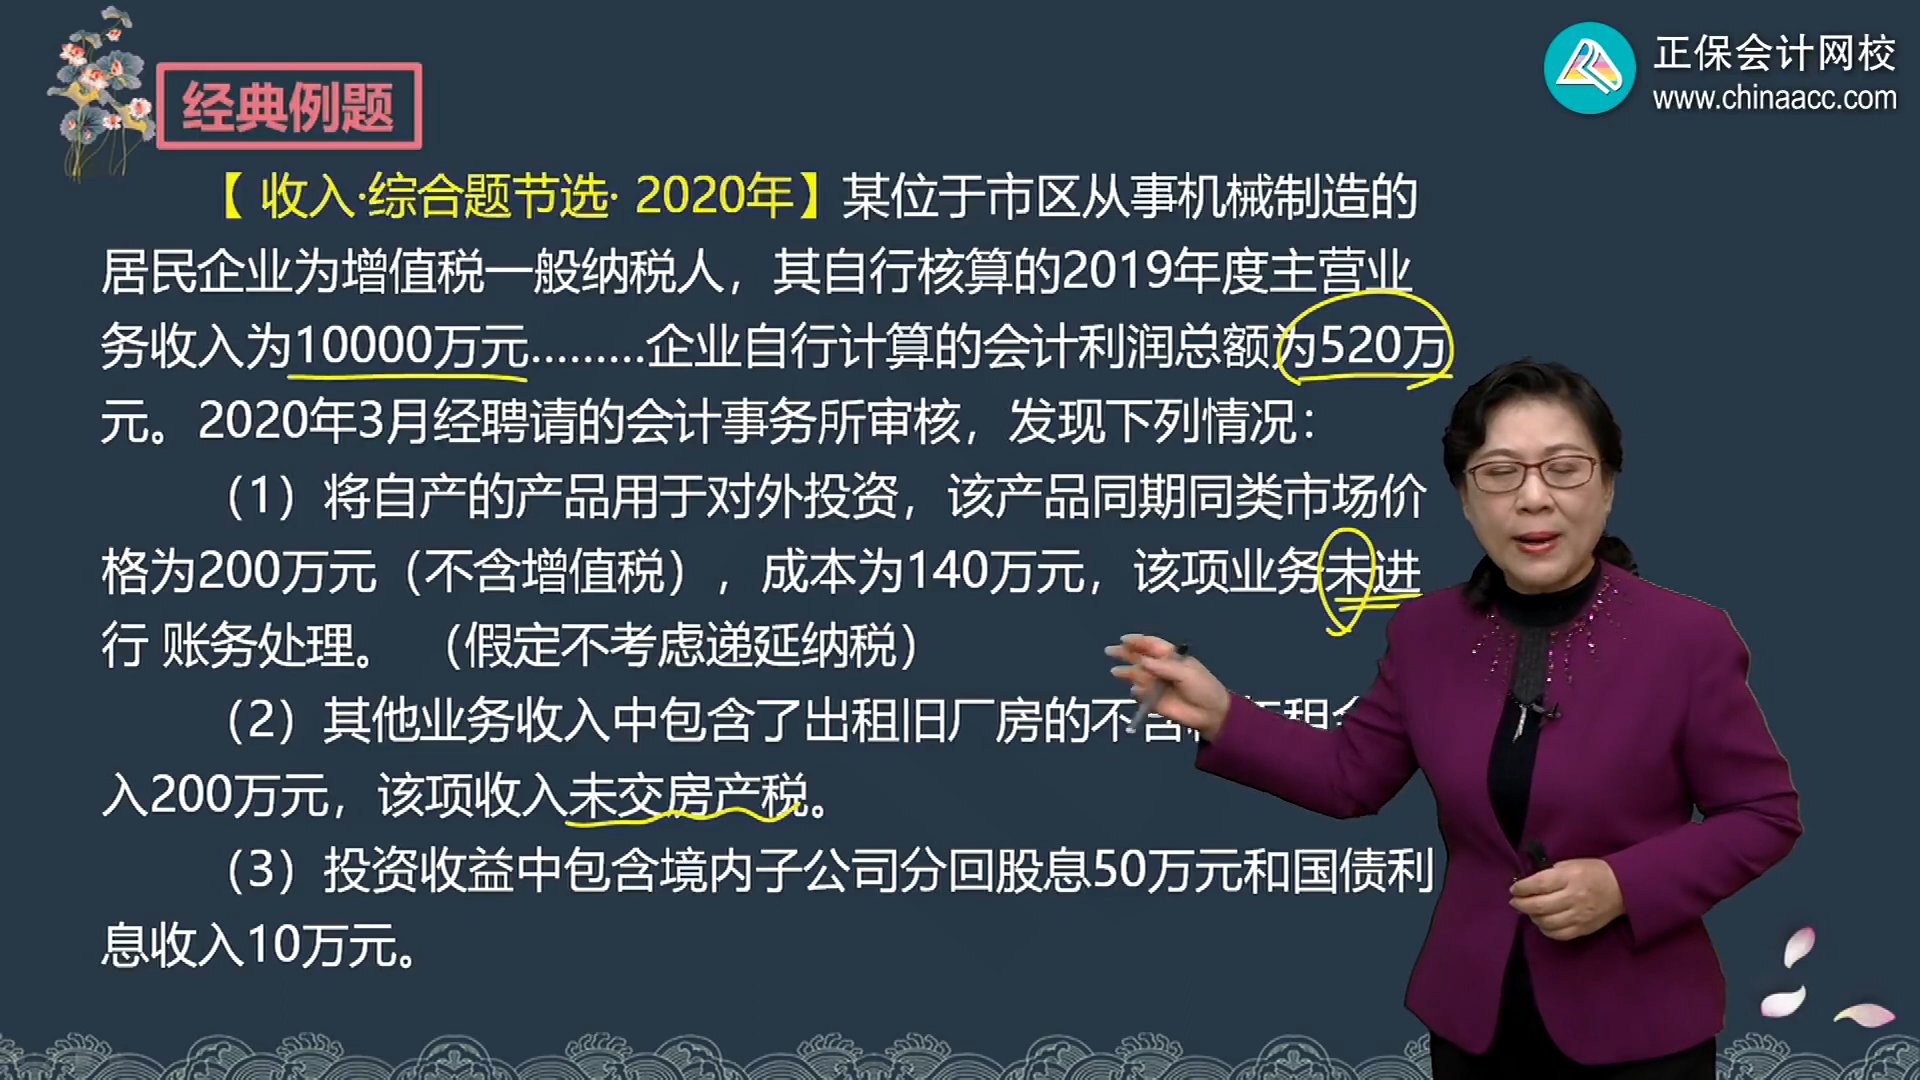 正保会计网校
www.chinaacc.com
经典例题
【 收入·综合题节选· 2020年】某位于市区从事机械制造的
居民企业为增值税一般纳税人，其自行核算的2019年度主营业
务收入为10000万元………企业自行计算的会计利润总额为520万
元。2020年3月经聘请的会计事务所审核，发现下列情况：
（1）将自产的产品用于对外投资，该产品同期同类市场价
格为200万元（不含增值税），成本为140万元，该项业务未进
行 账务处理。 （假定不考虑递延纳税）
（2）其他业务收入中包含了出租旧厂房的不含
入200万元，该项收入未交房产税。
（3）投资收益中包含境内子公司分回股息50万元和国债利
息收入10万元。